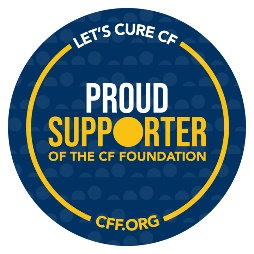 LET'S CURE CF
PROUD
SUPPORTER
OF THE CF FOUNDATION
CFF.ORG